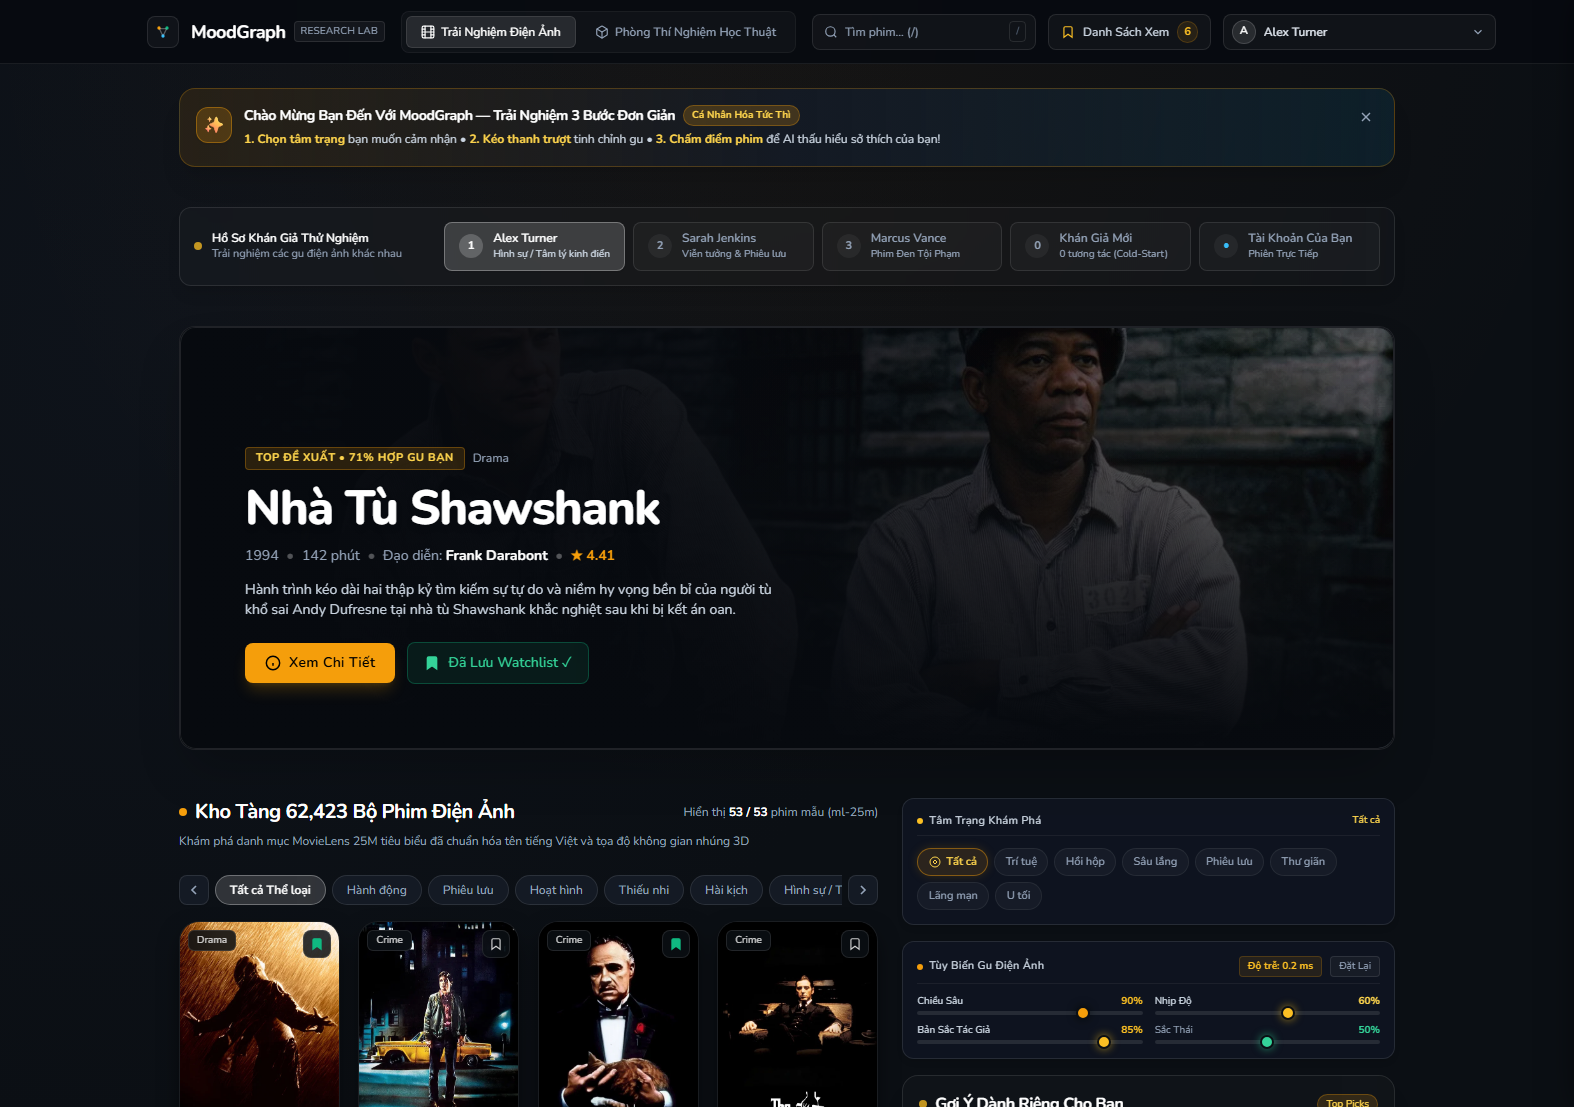 MoodGraph RESEARCH LAB
Trải Nghiệm Điện Ảnh
Phòng Thí Nghiệm Học Thuật
Tìm phim... (/) /
Danh Sách Xem 6
A Alex Turner
Chào Mừng Bạn Đến Với MoodGraph — Trải Nghiệm 3 Bước Đơn Giản Cá Nhân Hóa Tức Thì
1. Chọn tâm trạng bạn muốn cảm nhận • 2. Kéo thanh trượt tinh chỉnh gu • 3. Chấm điểm phim để AI thấu hiểu sở thích của bạn!
Hồ Sơ Khán Giả Thử Nghiệm
Trải nghiệm các gu điện ảnh khác nhau
1 Alex Turner
Hình sự / Tâm lý kinh điển
2 Sarah Jenkins
Viễn tưởng & Phiêu lưu
3 Marcus Vance
Phim Đen Tội Phạm
0 Khán Giả Mới
0 tương tác (Cold-Start)
Tài Khoản Của Bạn
Phiên Trực Tiếp
TOP ĐỀ XUẤT • 71% HỢP GU BẠN Drama
Nhà Tù Shawshank
1994 • 142 phút • Đạo diễn: Frank Darabont • ★ 4.41
Hành trình kéo dài hai thập kỷ tìm kiếm sự tự do và niềm hy vọng bền bỉ của người tù
khổ sai Andy Dufresne tại nhà tù Shawshank khắc nghiệt sau khi bị kết án oan.
Xem Chi Tiết
Đã Lưu Watchlist ✓
Kho Tàng 62,423 Bộ Phim Điện Ảnh
Hiển thị 53 / 53 phim mẫu (ml-25m)
Khám phá danh mục MovieLens 25M tiêu biểu đã chuẩn hóa tên tiếng Việt và tọa độ không gian nhúng 3D
Tất cả Thể loại
Hành động
Phiêu lưu
Hoạt hình
Thiếu nhi
Hài kịch
Hình sự / T
Drama
Crime
Crime
Crime
The
Tâm Trạng Khám Phá Tất cả
Tất cả
Trí tuệ
Hồi hộp
Sâu lắng
Phiêu lưu
Thư giãn
Lãng mạn
U tối
Tùy Biến Gu Điện Ảnh Độ trễ: 0.2 ms Đặt Lại
Chiều Sâu 90% Nhịp Độ 60%
Bản Sắc Tác Giả 85% Sắc Thái 50%
Gợi Ý Dành Riêng Cho Bạn Top Picks